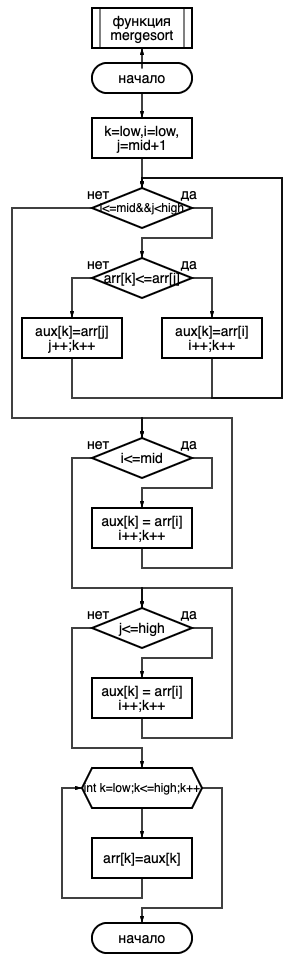 функция
mergesort
начало
k=low,i=low,
j=mid+1
нет
да
i<=mid&&j<high
нет
да
arr[k]<=arr[j]
aux[k]=arr[j]
j++;k++
aux[k]=arr[i]
i++;k++
нет
да
i<=mid
aux[k] = arr[i]
i++;k++
нет
да
j<=high
aux[k] = arr[i]
i++;k++
int k=low;k<=high;k++
arr[k]=aux[k]
начало